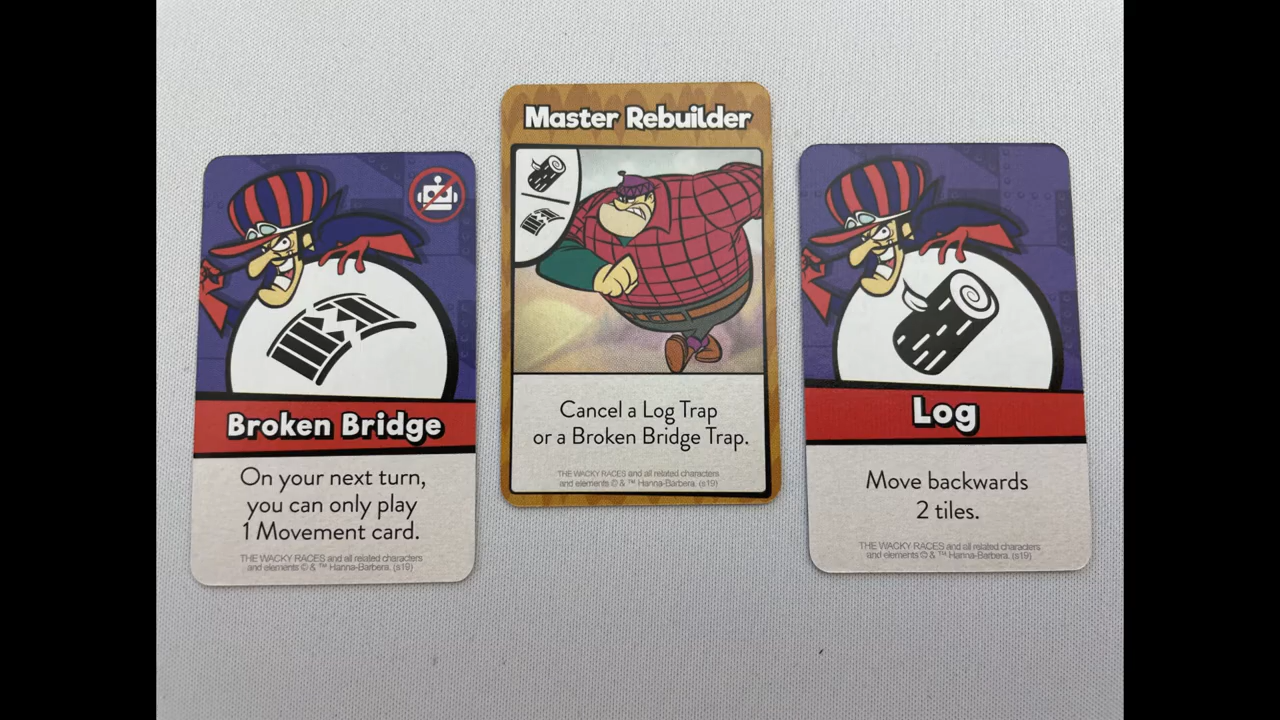 Broken Bridge
On your next turn,
you can only play
1 Movement card.
THE WACKY RACES and all related characters
and elements © & ™ Hanna-Barbera. (s19)
Master Rebuilder
Cancel a Log Trap
or a Broken Bridge Trap.
THE WACKY RACES and all related characters
and elements © & ™ Hanna-Barbera. (s19)
Log
Move backwards
2 tiles.
THE WACKY RACES and all related characters
and elements © & ™ Hanna-Barbera. (s19)